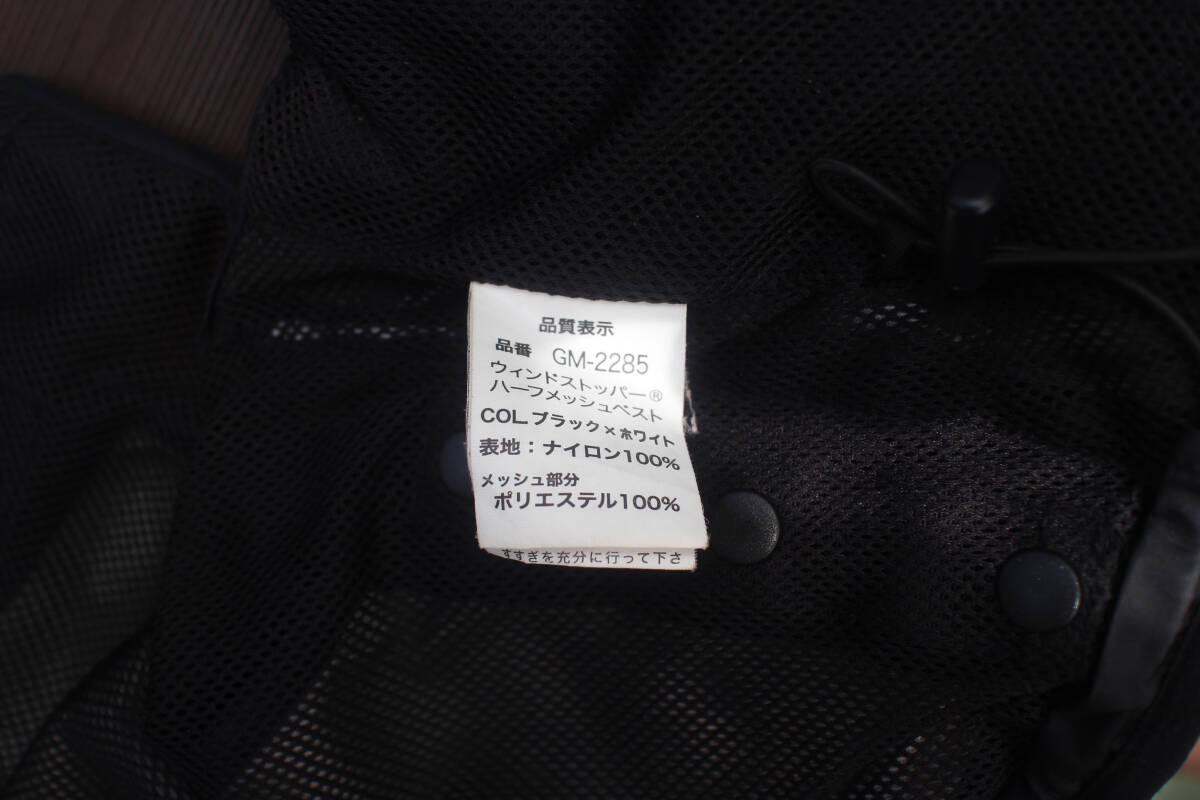 品質表示
品番 GM-2285
ウィンドストッパー®
ハーフメッシュベスト
COL.ブラック×ホワイト
表地：ナイロン100%
メッシュ部分
ポリエステル100%
すすぎを充分に行って下さ